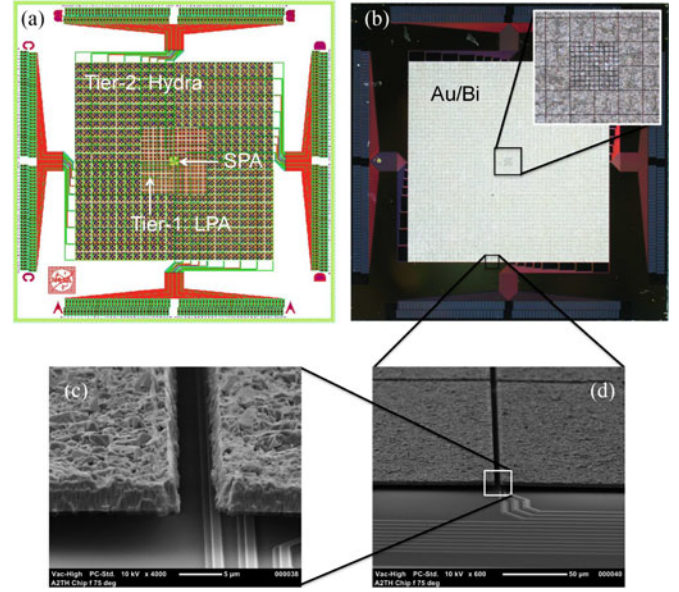 (a)
C
B
Tier-2: Hydra
SPA
Tier-1: LPA
C
B
A
A
(b)
Au/Bi
(c)
Vac-High PC-Std. 10 kV x 4000 5 µm 000038
A2TH Chip f 75 deg
(d)
Vac-High PC-Std. 10 kV x 600 50 µm 000040
A2TH Chip f 75 deg